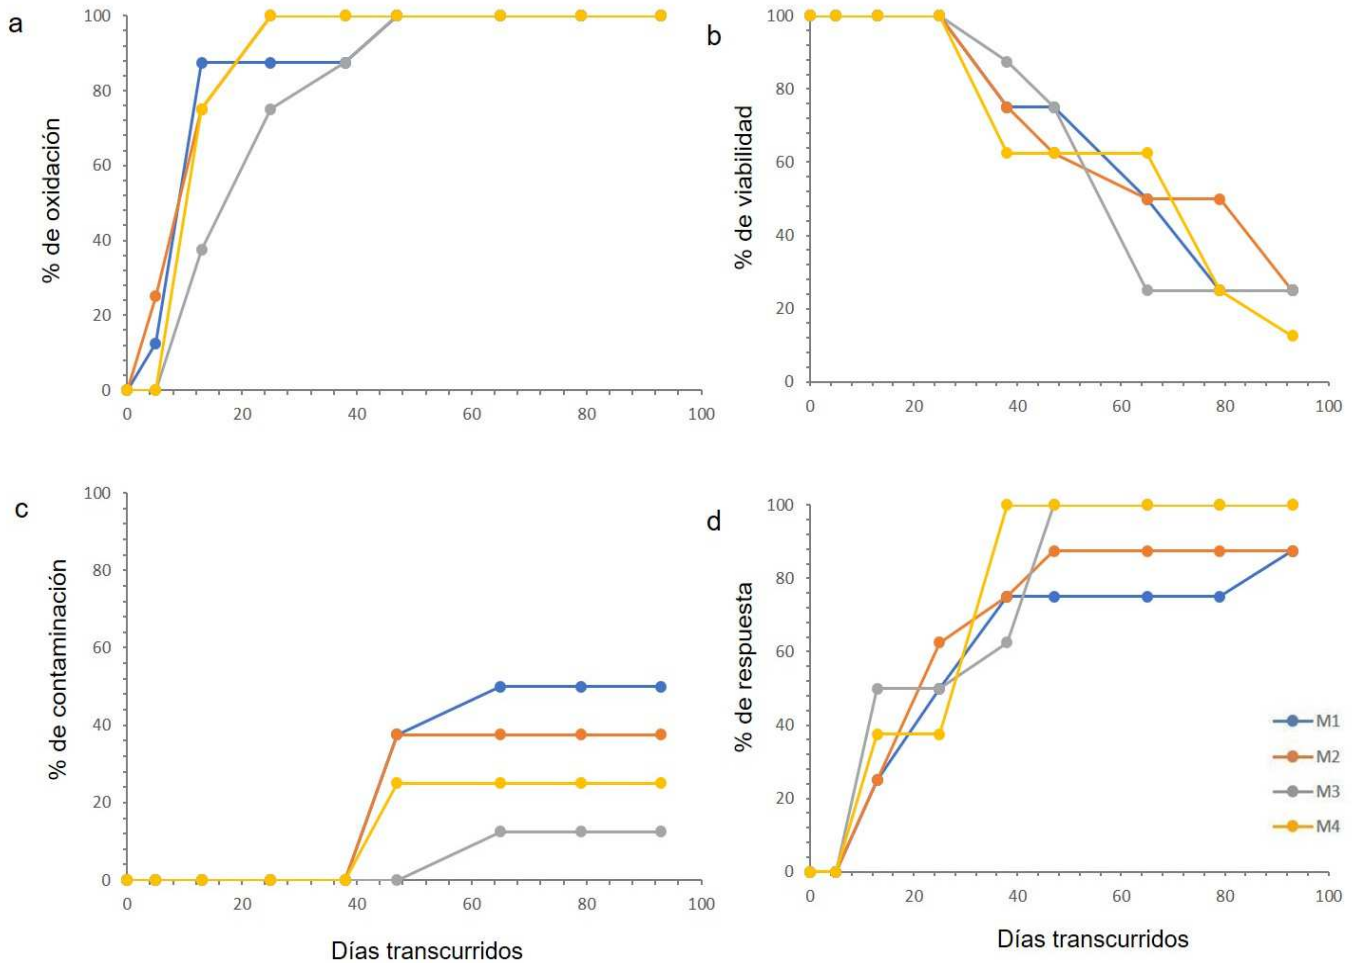 a
% de oxidación
100
80
60
40
20
0
0 20 40 60 80 100
b
% de viabilidad
100
80
60
40
20
0
0 20 40 60 80 100
c
% de contaminación
100
80
60
40
20
0
0 20 40 60 80 100
Días transcurridos
d
% de respuesta
100
80
60
40
20
0
0 20 40 60 80 100
Días transcurridos
M1
M2
M3
M4